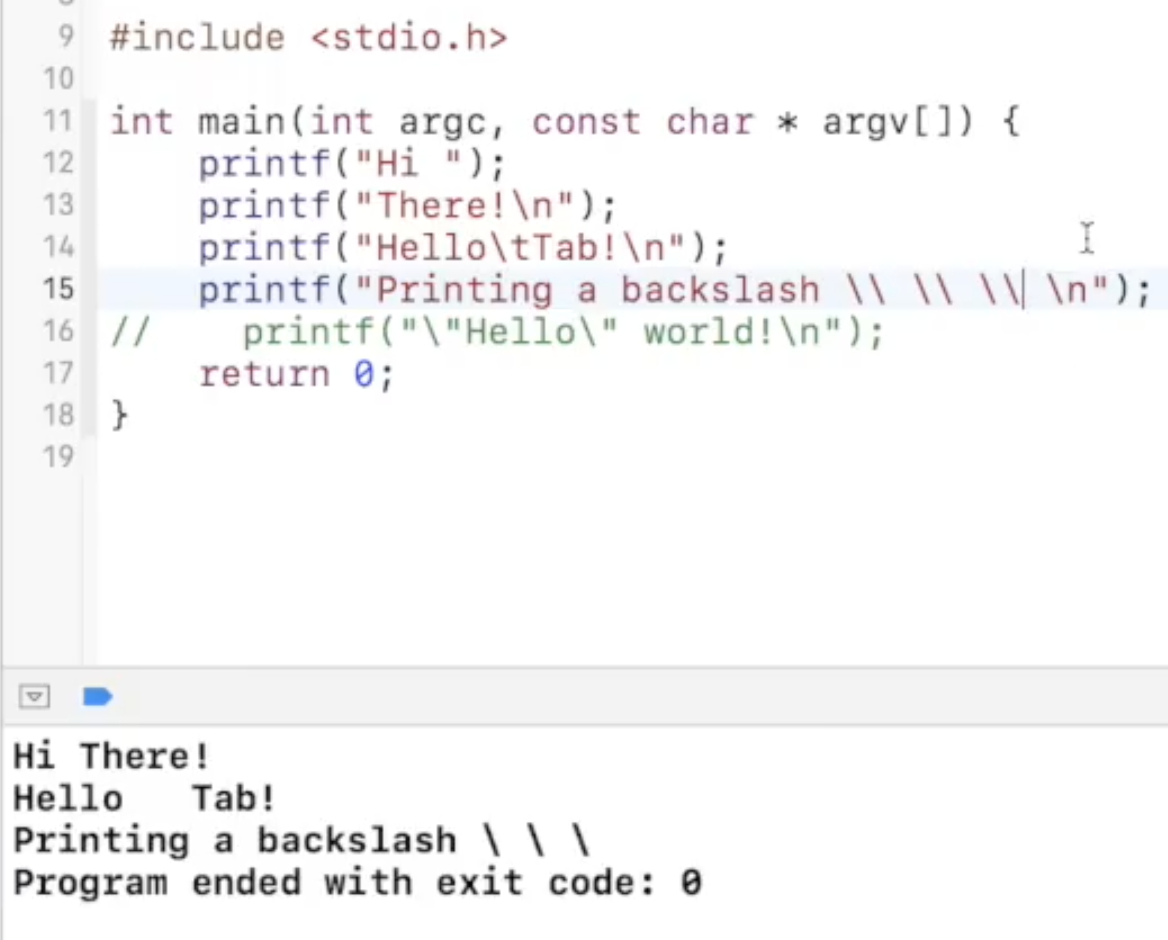 9 #include <stdio.h>
10
11 int main(int argc, const char * argv[]) {
12     printf("Hi ");
13     printf("There!\n");
14     printf("Hello\tTab!\n");
15     printf("Printing a backslash \\ \\ \\ \n");
16 //    printf("\"Hello\" world!\n");
17     return 0;
18 }
19
Hi There!
Hello   Tab!
Printing a backslash \ \ \
Program ended with exit code: 0